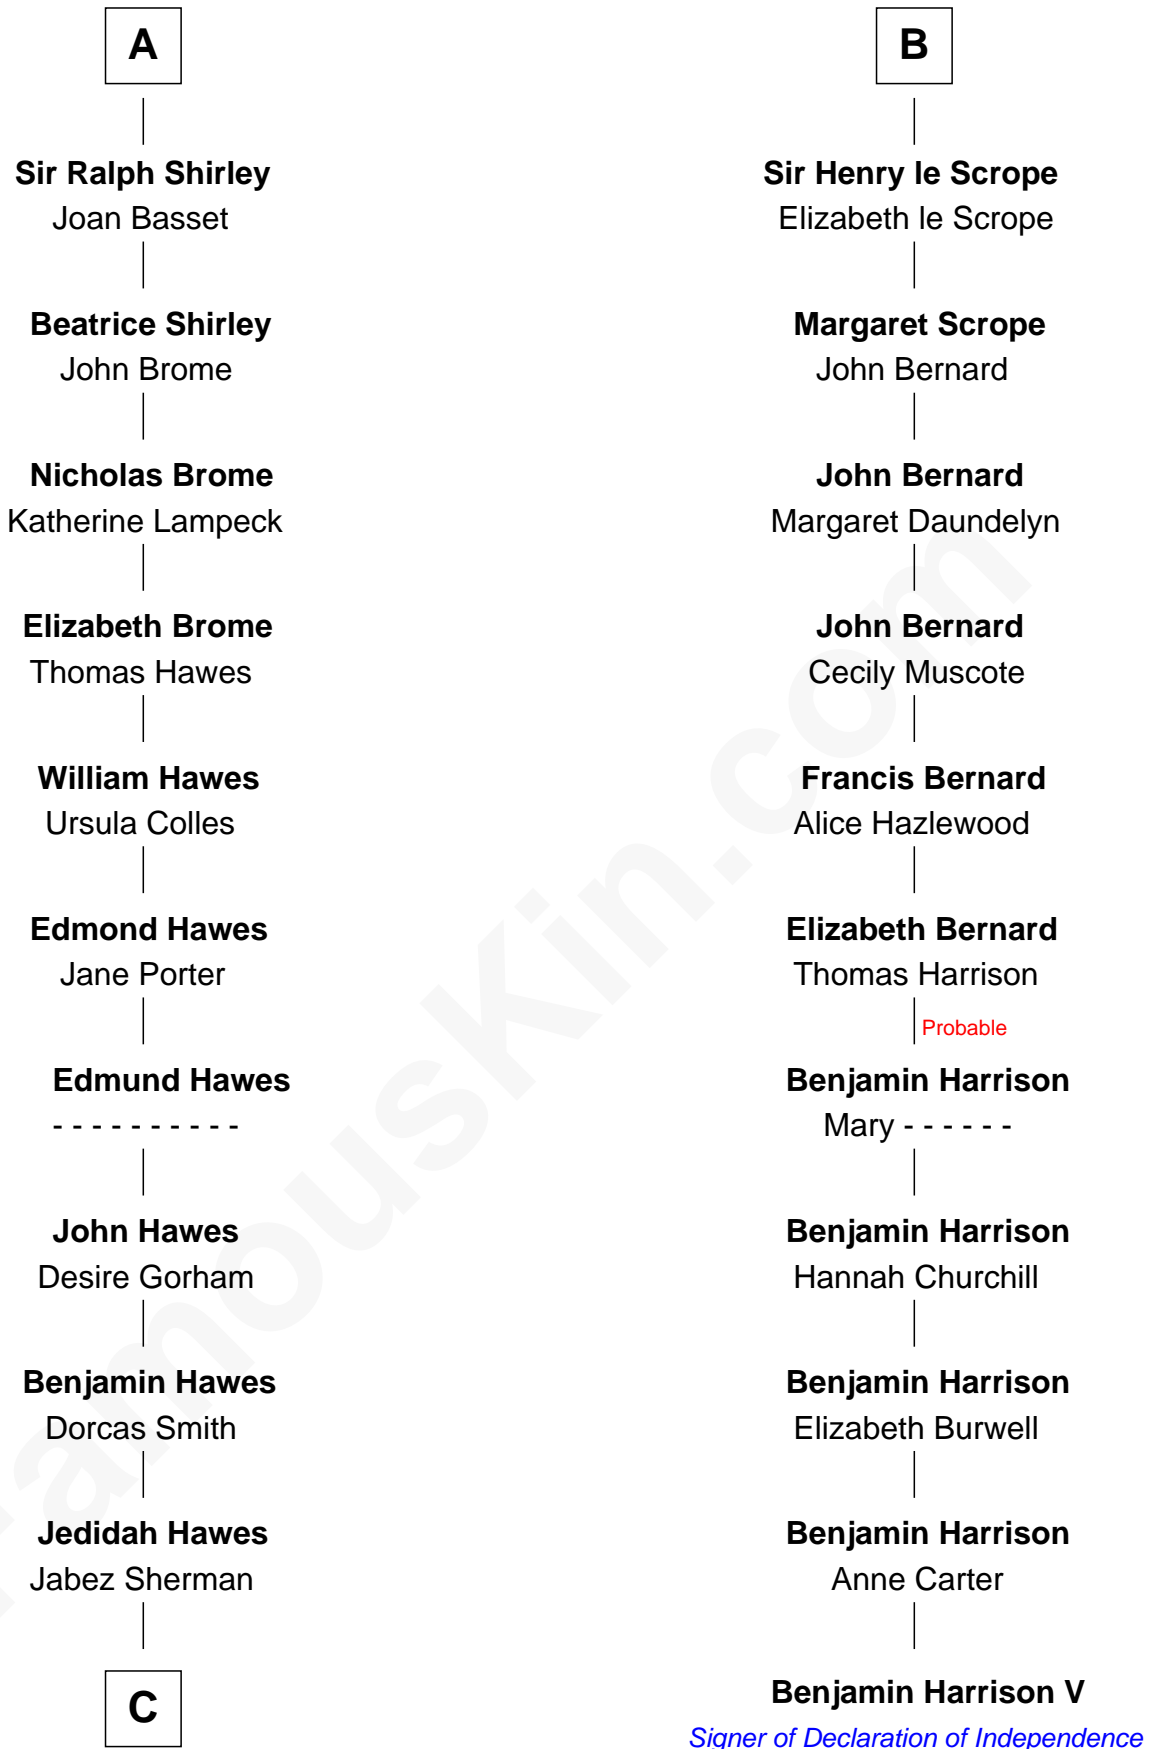 A
Sir Ralph Shirley
Joan Basset
Beatrice Shirley
John Brome
Nicholas Brome
Katherine Lampeck
Elizabeth Brome
Thomas Hawes
William Hawes
Ursula Colles
Edmond Hawes
Jane Porter
Edmund Hawes
- - - - - - - - - -
John Hawes
Desire Gorham
Benjamin Hawes
Dorcas Smith
Jedidah Hawes
Jabez Sherman
C
B
Sir Henry le Scrope
Elizabeth le Scrope
Margaret Scrope
John Bernard
John Bernard
Margaret Daundelyn
John Bernard
Cecily Muscote
Francis Bernard
Alice Hazlewood
Elizabeth Bernard
Thomas Harrison
Probable
Benjamin Harrison
Mary - - - - - -
Benjamin Harrison
Hannah Churchill
Benjamin Harrison
Elizabeth Burwell
Benjamin Harrison
Anne Carter
Benjamin Harrison V
Signer of Declaration of Independence
FamousKin.com